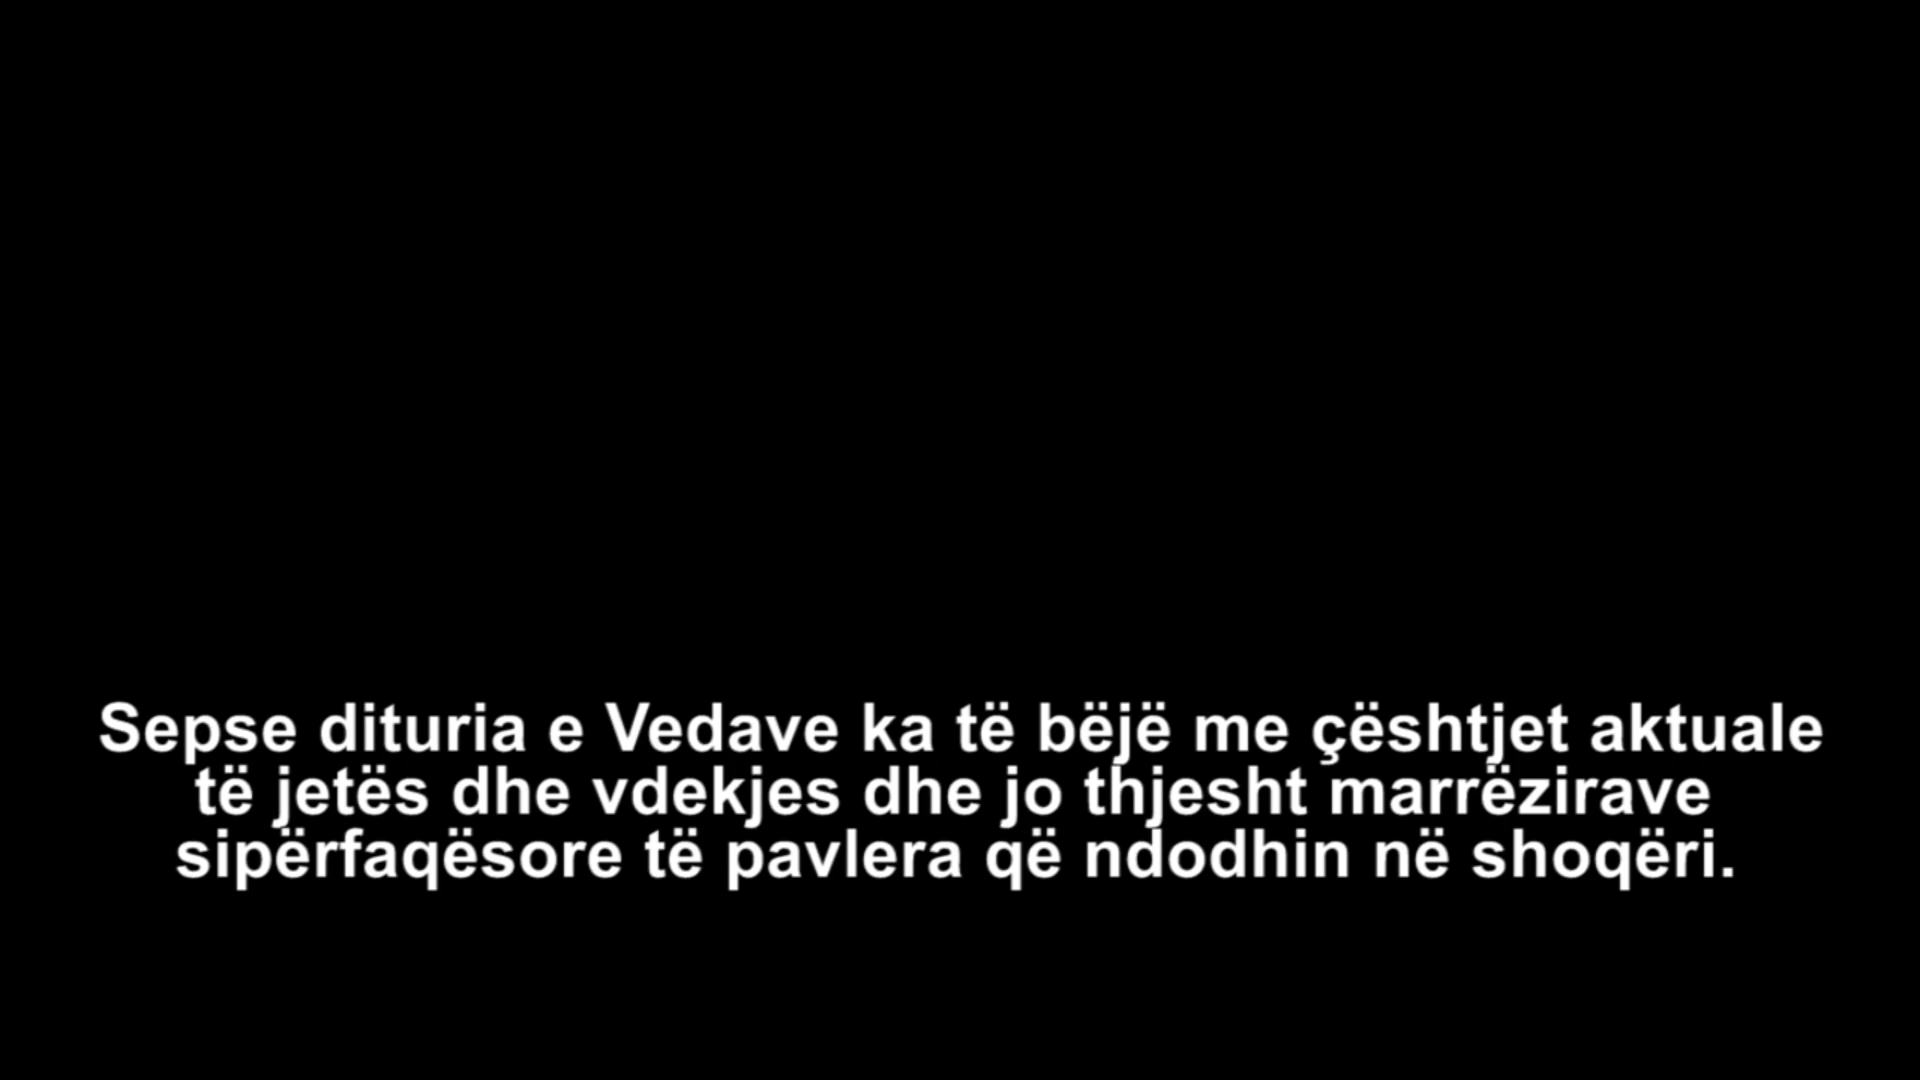 Sepse dituria e Vedave ka të bëjë me çështjet aktuale
të jetës dhe vdekjes dhe jo thjesht marrëzirave
sipërfaqësore të pavlera që ndodhin në shoqëri.